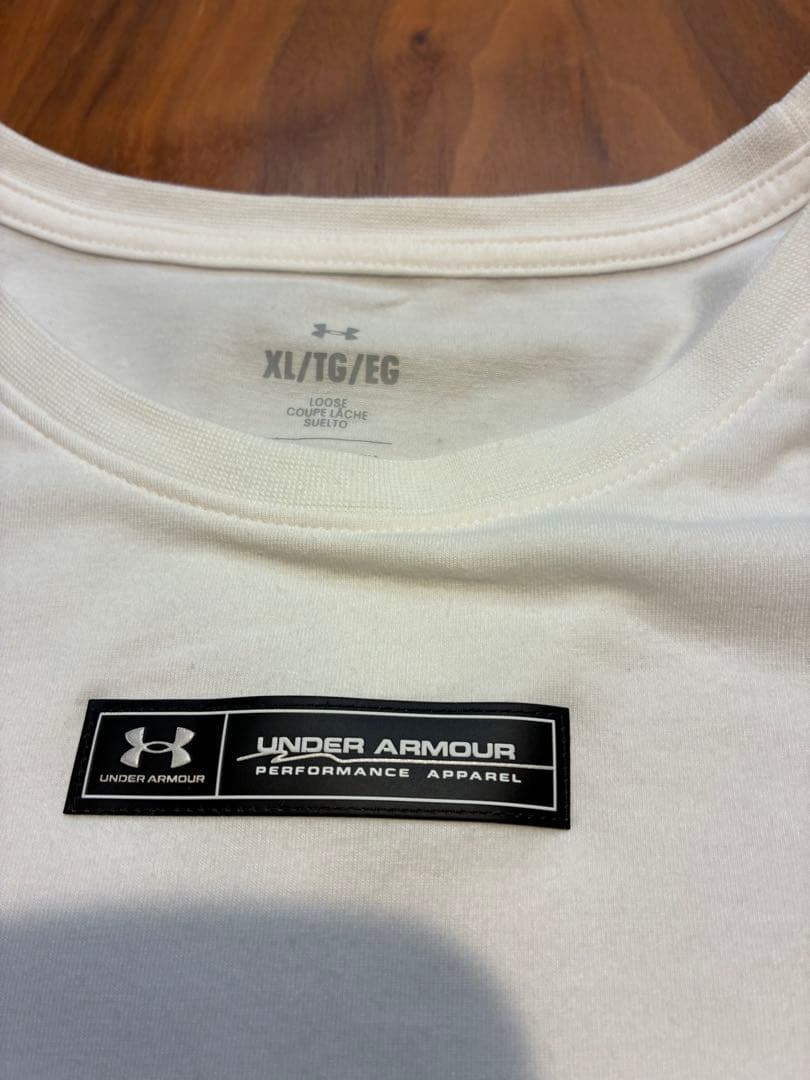 XL/TG/EG
LOOSE
COUPE LÂCHE
SUELTO
UNDER ARMOUR
UNDER ARMOUR
PERFORMANCE APPAREL